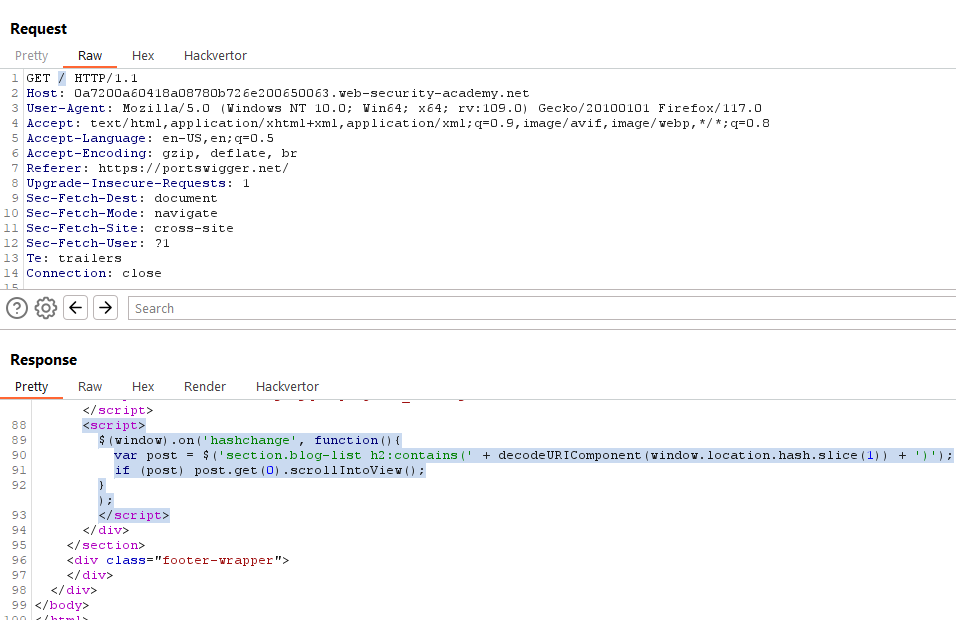 Request
Pretty Raw Hex Hackvertor
1 GET / HTTP/1.1
2 Host: 0a7200a60418a08780b726e200650063.web-security-academy.net
3 User-Agent: Mozilla/5.0 (Windows NT 10.0; Win64; x64; rv:109.0) Gecko/20100101 Firefox/117.0
4 Accept: text/html,application/xhtml+xml,application/xml;q=0.9,image/avif,image/webp,*/*;q=0.8
5 Accept-Language: en-US,en;q=0.5
6 Accept-Encoding: gzip, deflate, br
7 Referer: https://portswigger.net/
8 Upgrade-Insecure-Requests: 1
9 Sec-Fetch-Dest: document
10 Sec-Fetch-Mode: navigate
11 Sec-Fetch-Site: cross-site
12 Sec-Fetch-User: ?1
13 Te: trailers
14 Connection: close
15
Search
Response
Pretty Raw Hex Render Hackvertor
</script>
88 <script>
89 $(window).on('hashchange', function(){
90 var post = $('section.blog-list h2:contains(' + decodeURIComponent(window.location.hash.slice(1)) + ')');
91 if (post) post.get(0).scrollIntoView();
92 }
);
93 </script>
94 </div>
95 </section>
96 <div class="footer-wrapper">
97 </div>
98 </div>
99 </body>
100 </html>